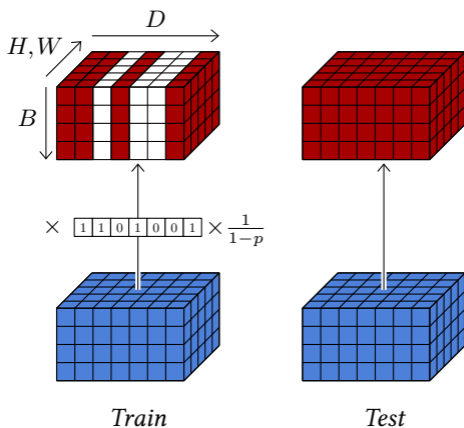 D
H, W
B
× 1 1 0 1 0 0 1 × 1/(1−p)
Train Test